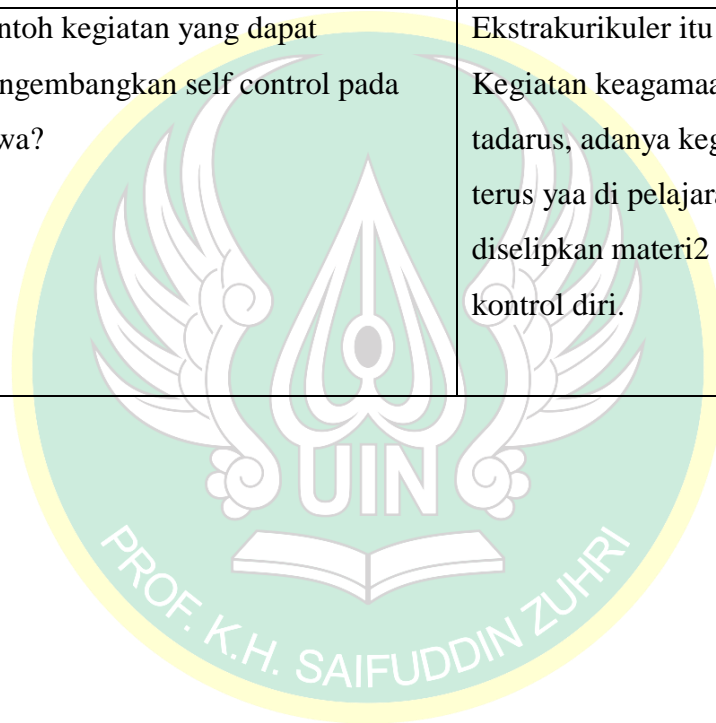 ntoh kegiatan yang dapat
ngembangkan self control pada
wa?
Ekstrakurikuler itu
Kegiatan keagamaa
tadarus, adanya keg
terus yaa di pelajara
diselipkan materi2
kontrol diri.
UIN
PROF. K.H. SAIFUDDIN ZUHRI